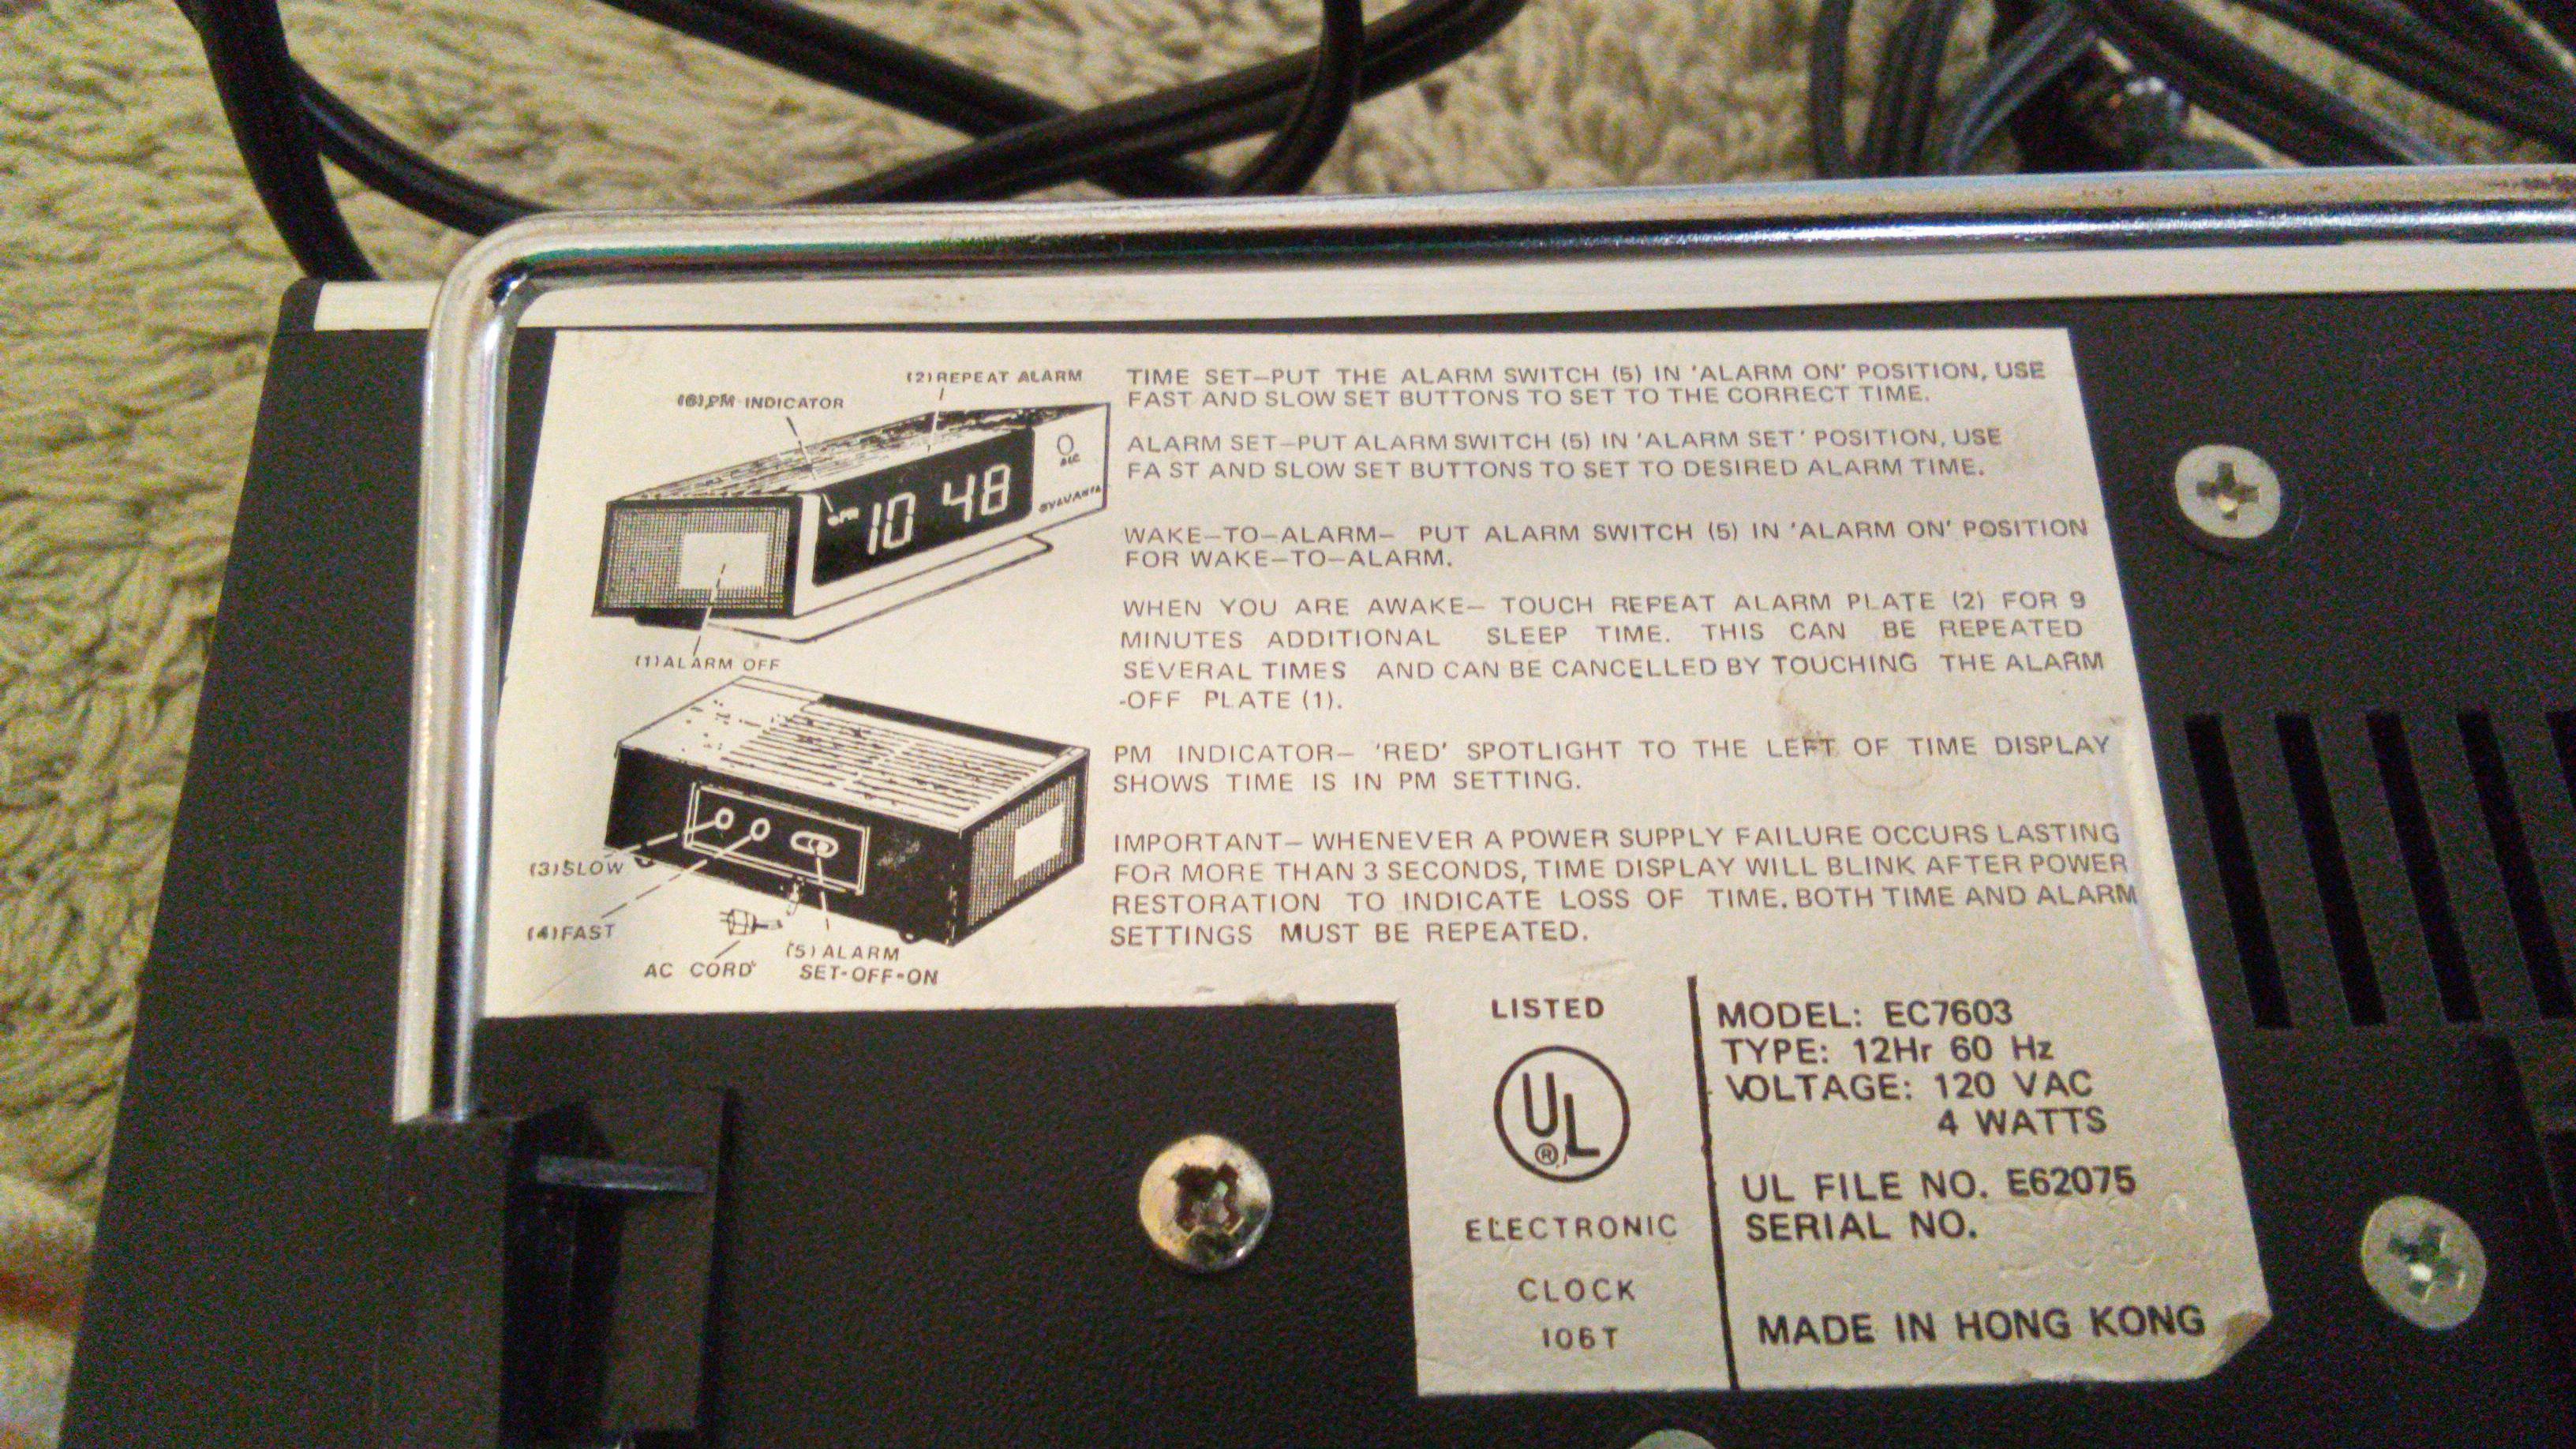 (2)REPEAT ALARM
(6)PM INDICATOR
PM
10 48
SYLVANIA
(1)ALARM OFF
(3)SLOW
(4)FAST
AC CORD
(5)ALARM
SET-OFF-ON
TIME SET—PUT THE ALARM SWITCH (5) IN 'ALARM ON' POSITION, USE
FAST AND SLOW SET BUTTONS TO SET TO THE CORRECT TIME.
ALARM SET—PUT ALARM SWITCH (5) IN 'ALARM SET' POSITION, USE
FA ST AND SLOW SET BUTTONS TO SET TO DESIRED ALARM TIME.
WAKE—TO—ALARM— PUT ALARM SWITCH (5) IN 'ALARM ON' POSITION
FOR WAKE—TO—ALARM.
WHEN YOU ARE AWAKE— TOUCH REPEAT ALARM PLATE (2) FOR 9
MINUTES ADDITIONAL SLEEP TIME. THIS CAN BE REPEATED
SEVERAL TIMES AND CAN BE CANCELLED BY TOUCHING THE ALARM
-OFF PLATE (1).
PM INDICATOR— 'RED' SPOTLIGHT TO THE LEFT OF TIME DISPLAY
SHOWS TIME IS IN PM SETTING.
IMPORTANT— WHENEVER A POWER SUPPLY FAILURE OCCURS LASTING
FOR MORE THAN 3 SECONDS, TIME DISPLAY WILL BLINK AFTER POWER
RESTORATION TO INDICATE LOSS OF TIME. BOTH TIME AND ALARM
SETTINGS MUST BE REPEATED.
LISTED
UL
®
ELECTRONIC
CLOCK
106T
MODEL: EC7603
TYPE: 12Hr 60 Hz
VOLTAGE: 120 VAC
4 WATTS
UL FILE NO. E62075
SERIAL NO.
MADE IN HONG KONG